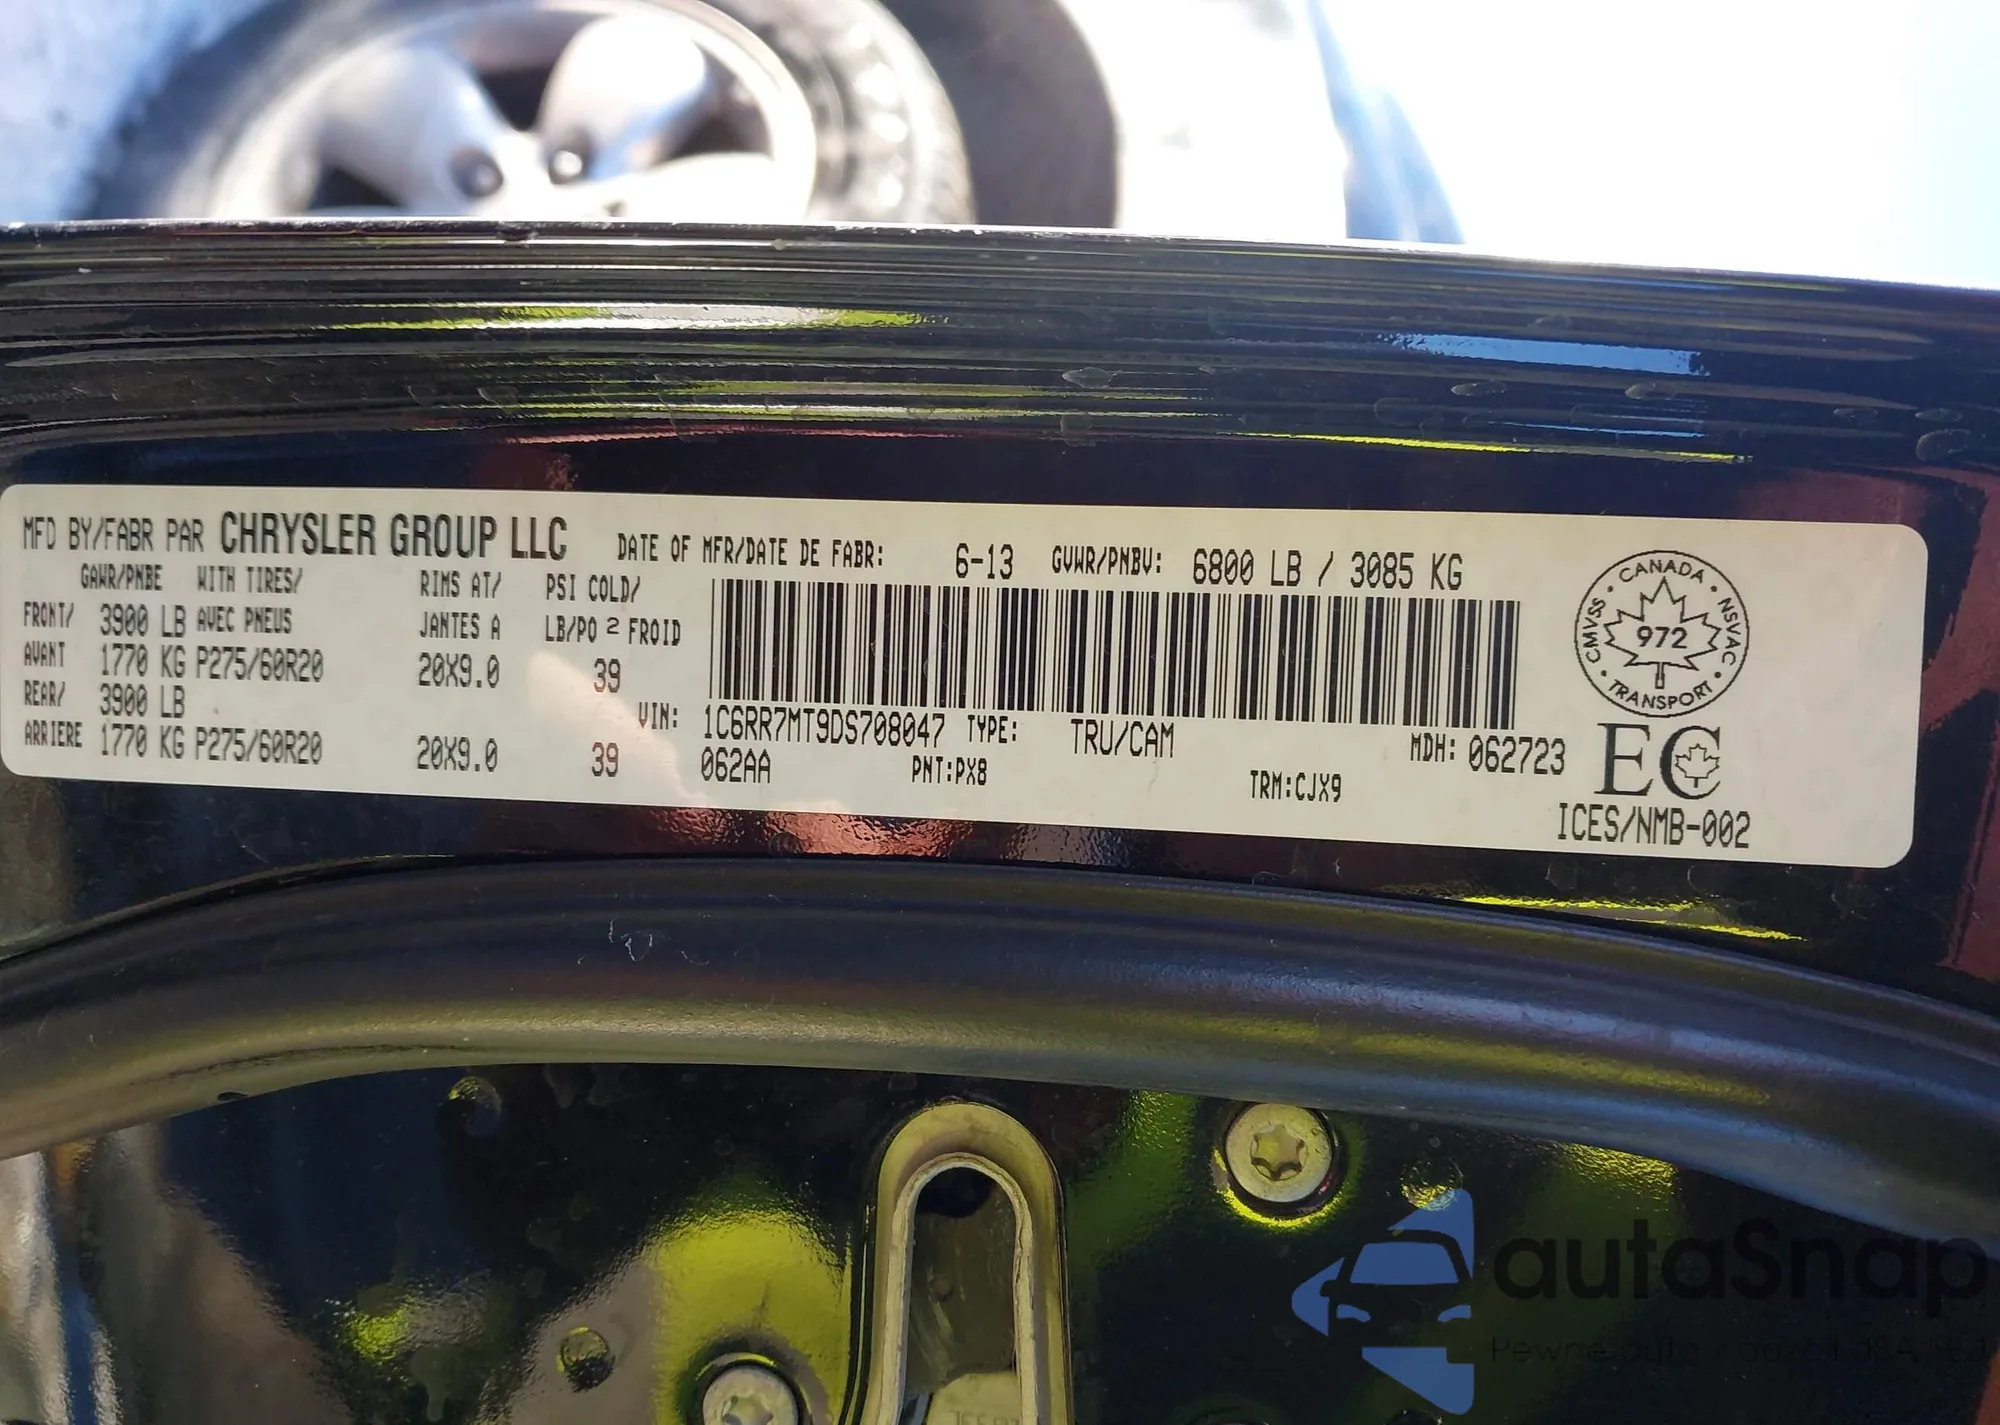 MFD BY/FABR PAR CHRYSLER GROUP LLC DATE OF MFR/DATE DE FABR: 6-13 GVWR/PNBV: 6800 LB / 3085 KG
GAWR/PNBE WITH TIRES/ RIMS AT/ PSI COLD/
FRONT/ 3900 LB AVEC PNEUS JANTES A LB/PO 2 FROID
AVANT 1770 KG P275/60R20 20X9.0 39
REAR/ 3900 LB
ARRIERE 1770 KG P275/60R20 20X9.0 39
VIN: 1C6RR7MT9DS708047 TYPE: TRU/CAM MDH: 062723
062AA PNT:PX8 TRM:CJX9
CANADA
CMVSS 972 NSVAC
TRANSPORT
EC
ICES/NMB-002
autaSnap